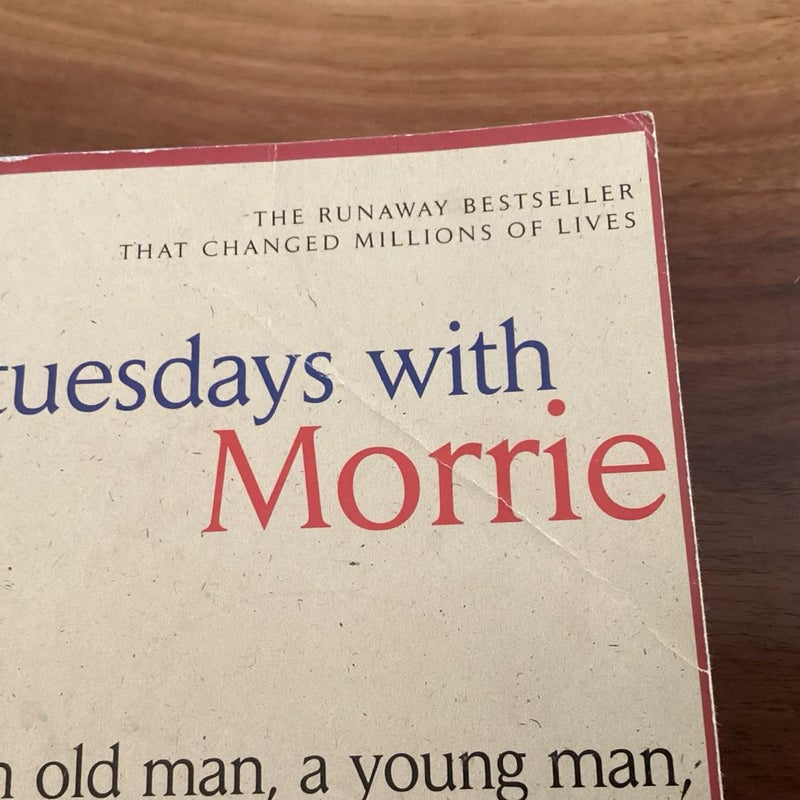 THE RUNAWAY BESTSELLER
THAT CHANGED MILLIONS OF LIVES
tuesdays with
Morrie
old man, a young man,